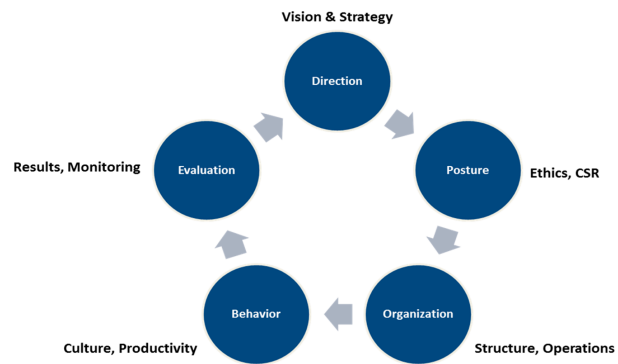 Vision & Strategy
Direction
Posture
Ethics, CSR
Organization
Structure, Operations
Behavior
Culture, Productivity
Evaluation
Results, Monitoring